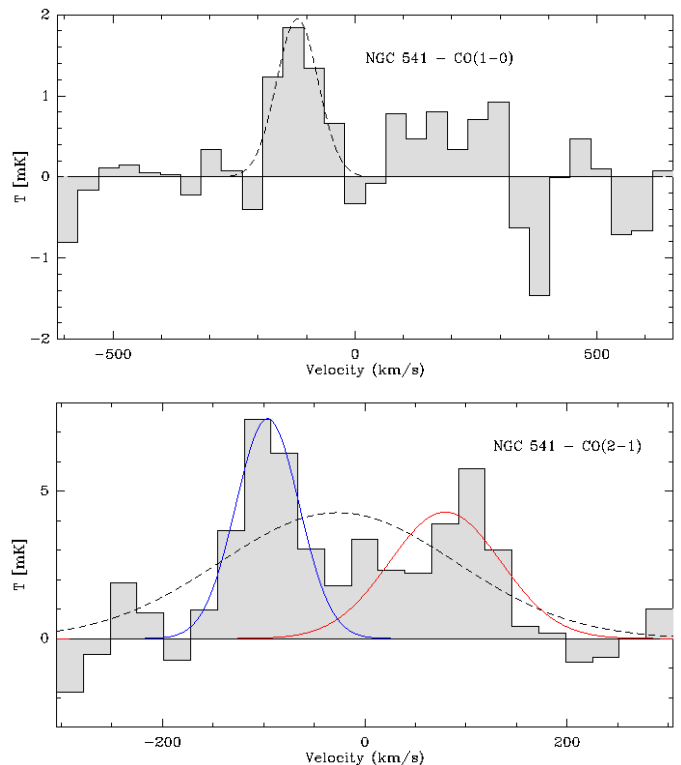 2
1
0
-1
-2
T [mK]
NGC 541 - CO(1-0)
-500
0
500
Velocity (km/s)
5
0
T [mK]
NGC 541 - CO(2-1)
-200
0
200
Velocity (km/s)